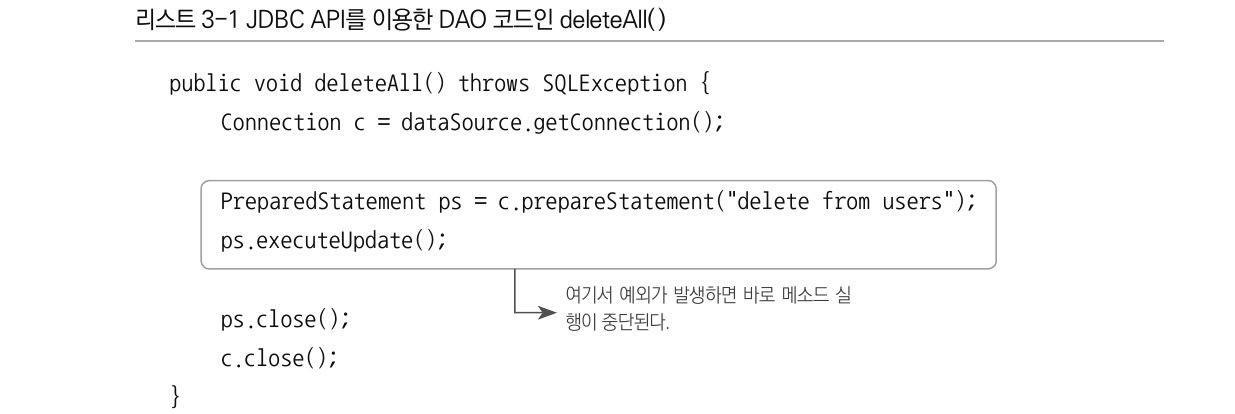 리스트 3-1 JDBC API를 이용한 DAO 코드인 deleteAll()
public void deleteAll() throws SQLException {
Connection c = dataSource.getConnection();
PreparedStatement ps = c.prepareStatement("delete from users");
ps.executeUpdate();
여기서 예외가 발생하면 바로 메소드 실
행이 중단된다.
ps.close();
c.close();
}